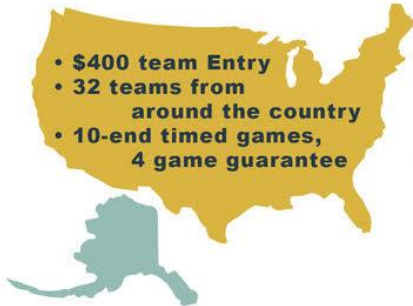 • $400 team Entry
• 32 teams from
around the country
• 10-end timed games,
4 game guarantee